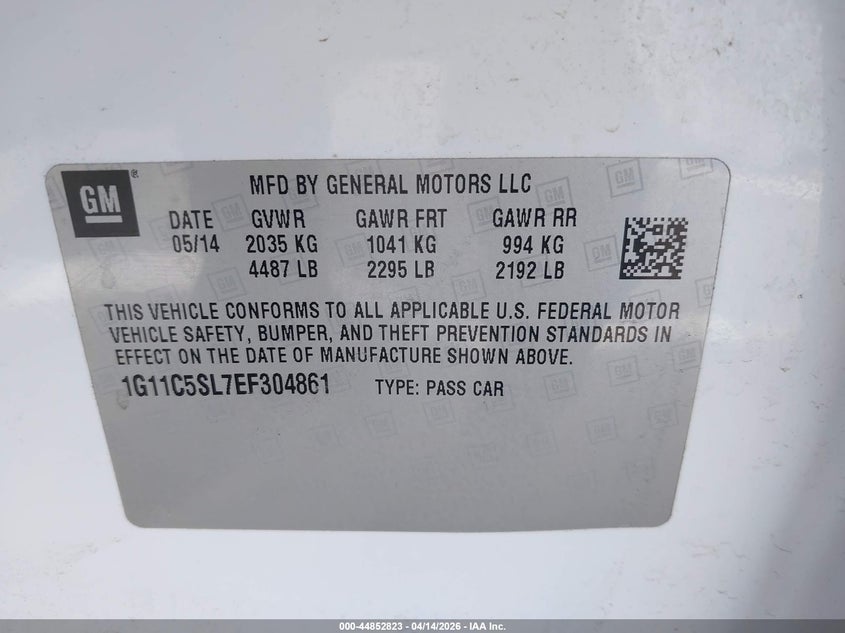 GM ®
MFD BY GENERAL MOTORS LLC
DATE GVWR GAWR FRT GAWR RR
05/14 2035 KG 1041 KG 994 KG
4487 LB 2295 LB 2192 LB
THIS VEHICLE CONFORMS TO ALL APPLICABLE U.S. FEDERAL MOTOR
VEHICLE SAFETY, BUMPER, AND THEFT PREVENTION STANDARDS IN
EFFECT ON THE DATE OF MANUFACTURE SHOWN ABOVE.
1G11C5SL7EF304861 TYPE: PASS CAR
000-44852823 - 04/14/2026 - IAA Inc.